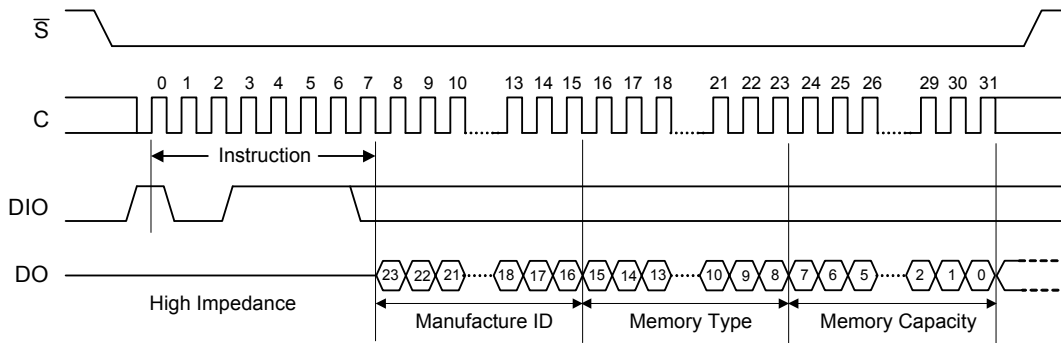 S
0 1 2 3 4 5 6 7 8 9 10 13 14 15 16 17 18 21 22 23 24 25 26 29 30 31
C
Instruction
DIO
DO
23 22 21 18 17 16 15 14 13 10 9 8 7 6 5 2 1 0
High Impedance
Manufacture ID Memory Type Memory Capacity